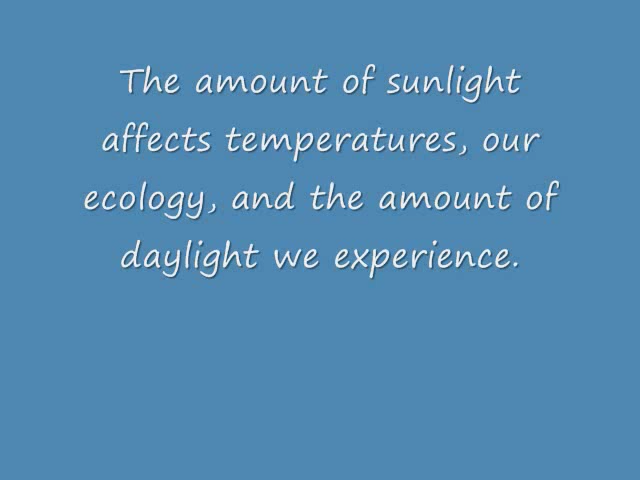 The amount of sunlight
affects temperatures, our
ecology, and the amount of
daylight we experience.